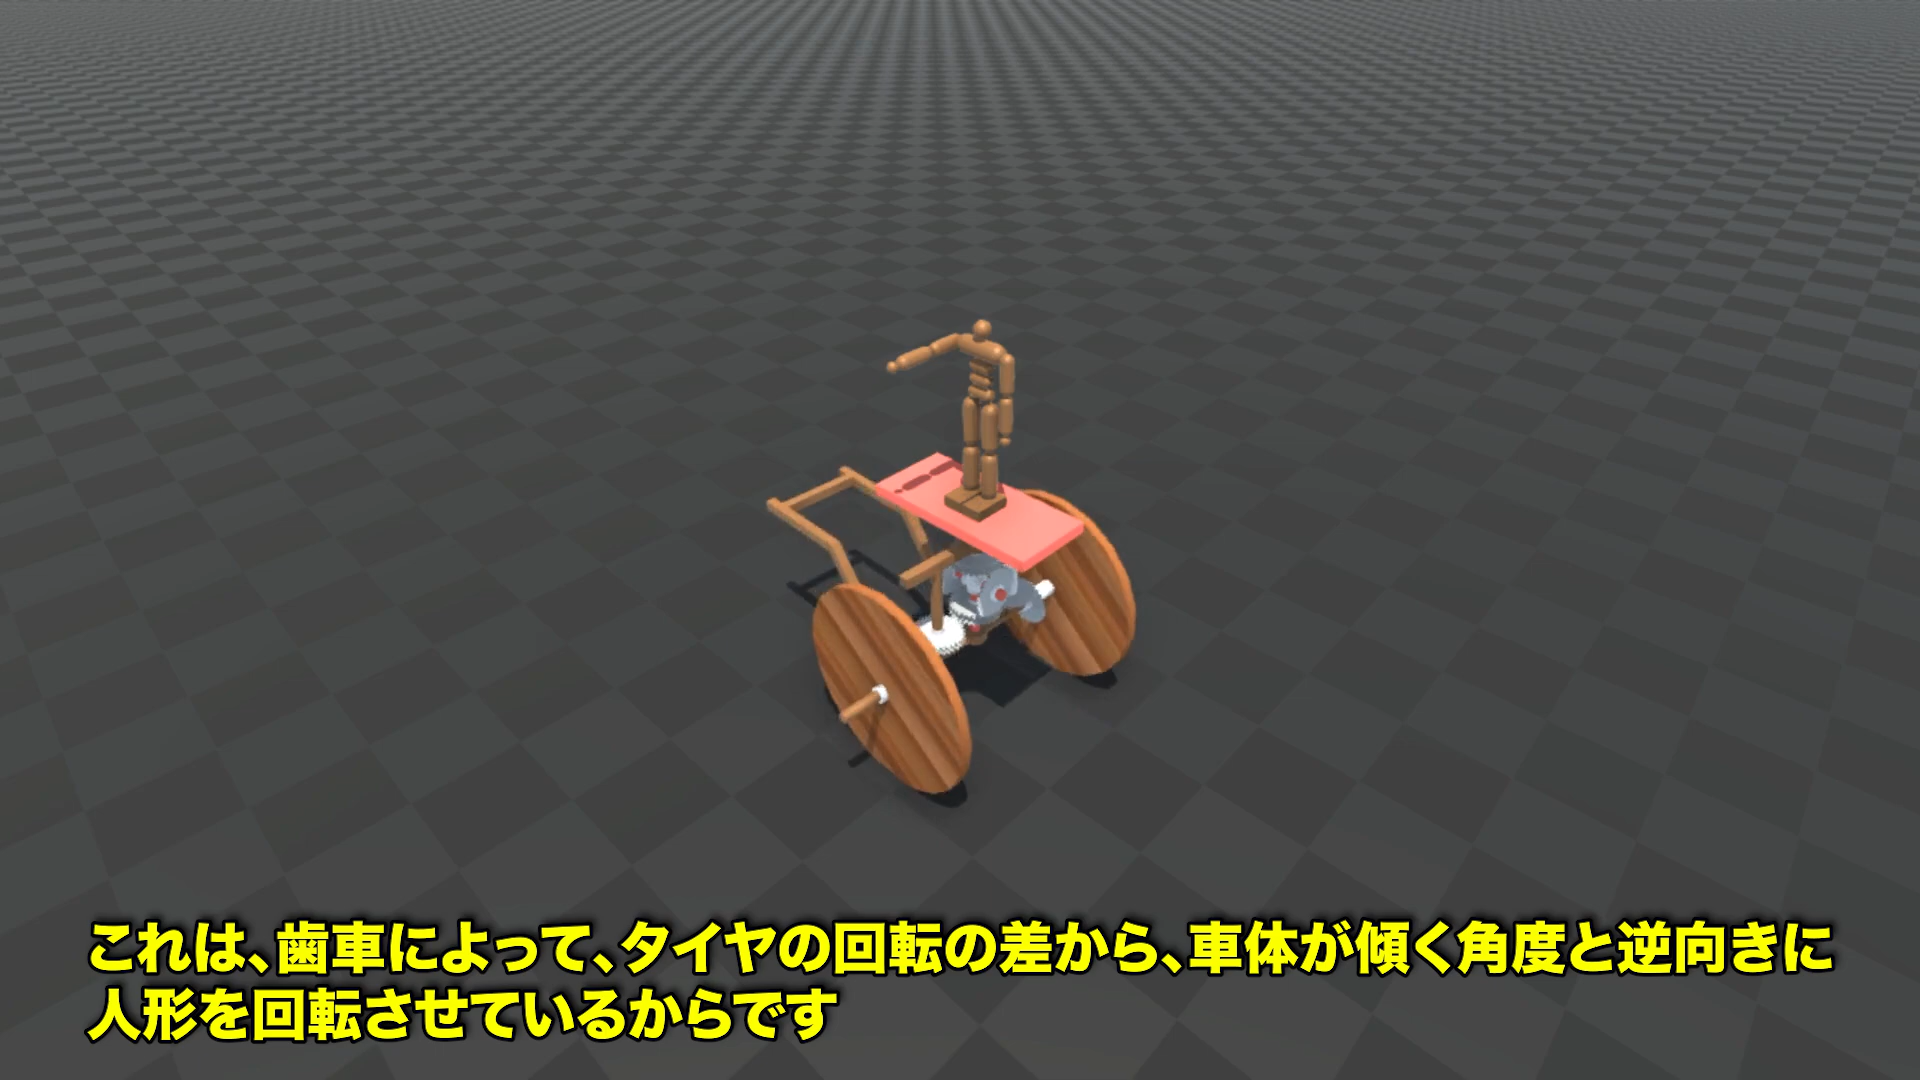 これは、歯車によって、タイヤの回転の差から、車体が傾く角度と逆向きに
人形を回転させているからです